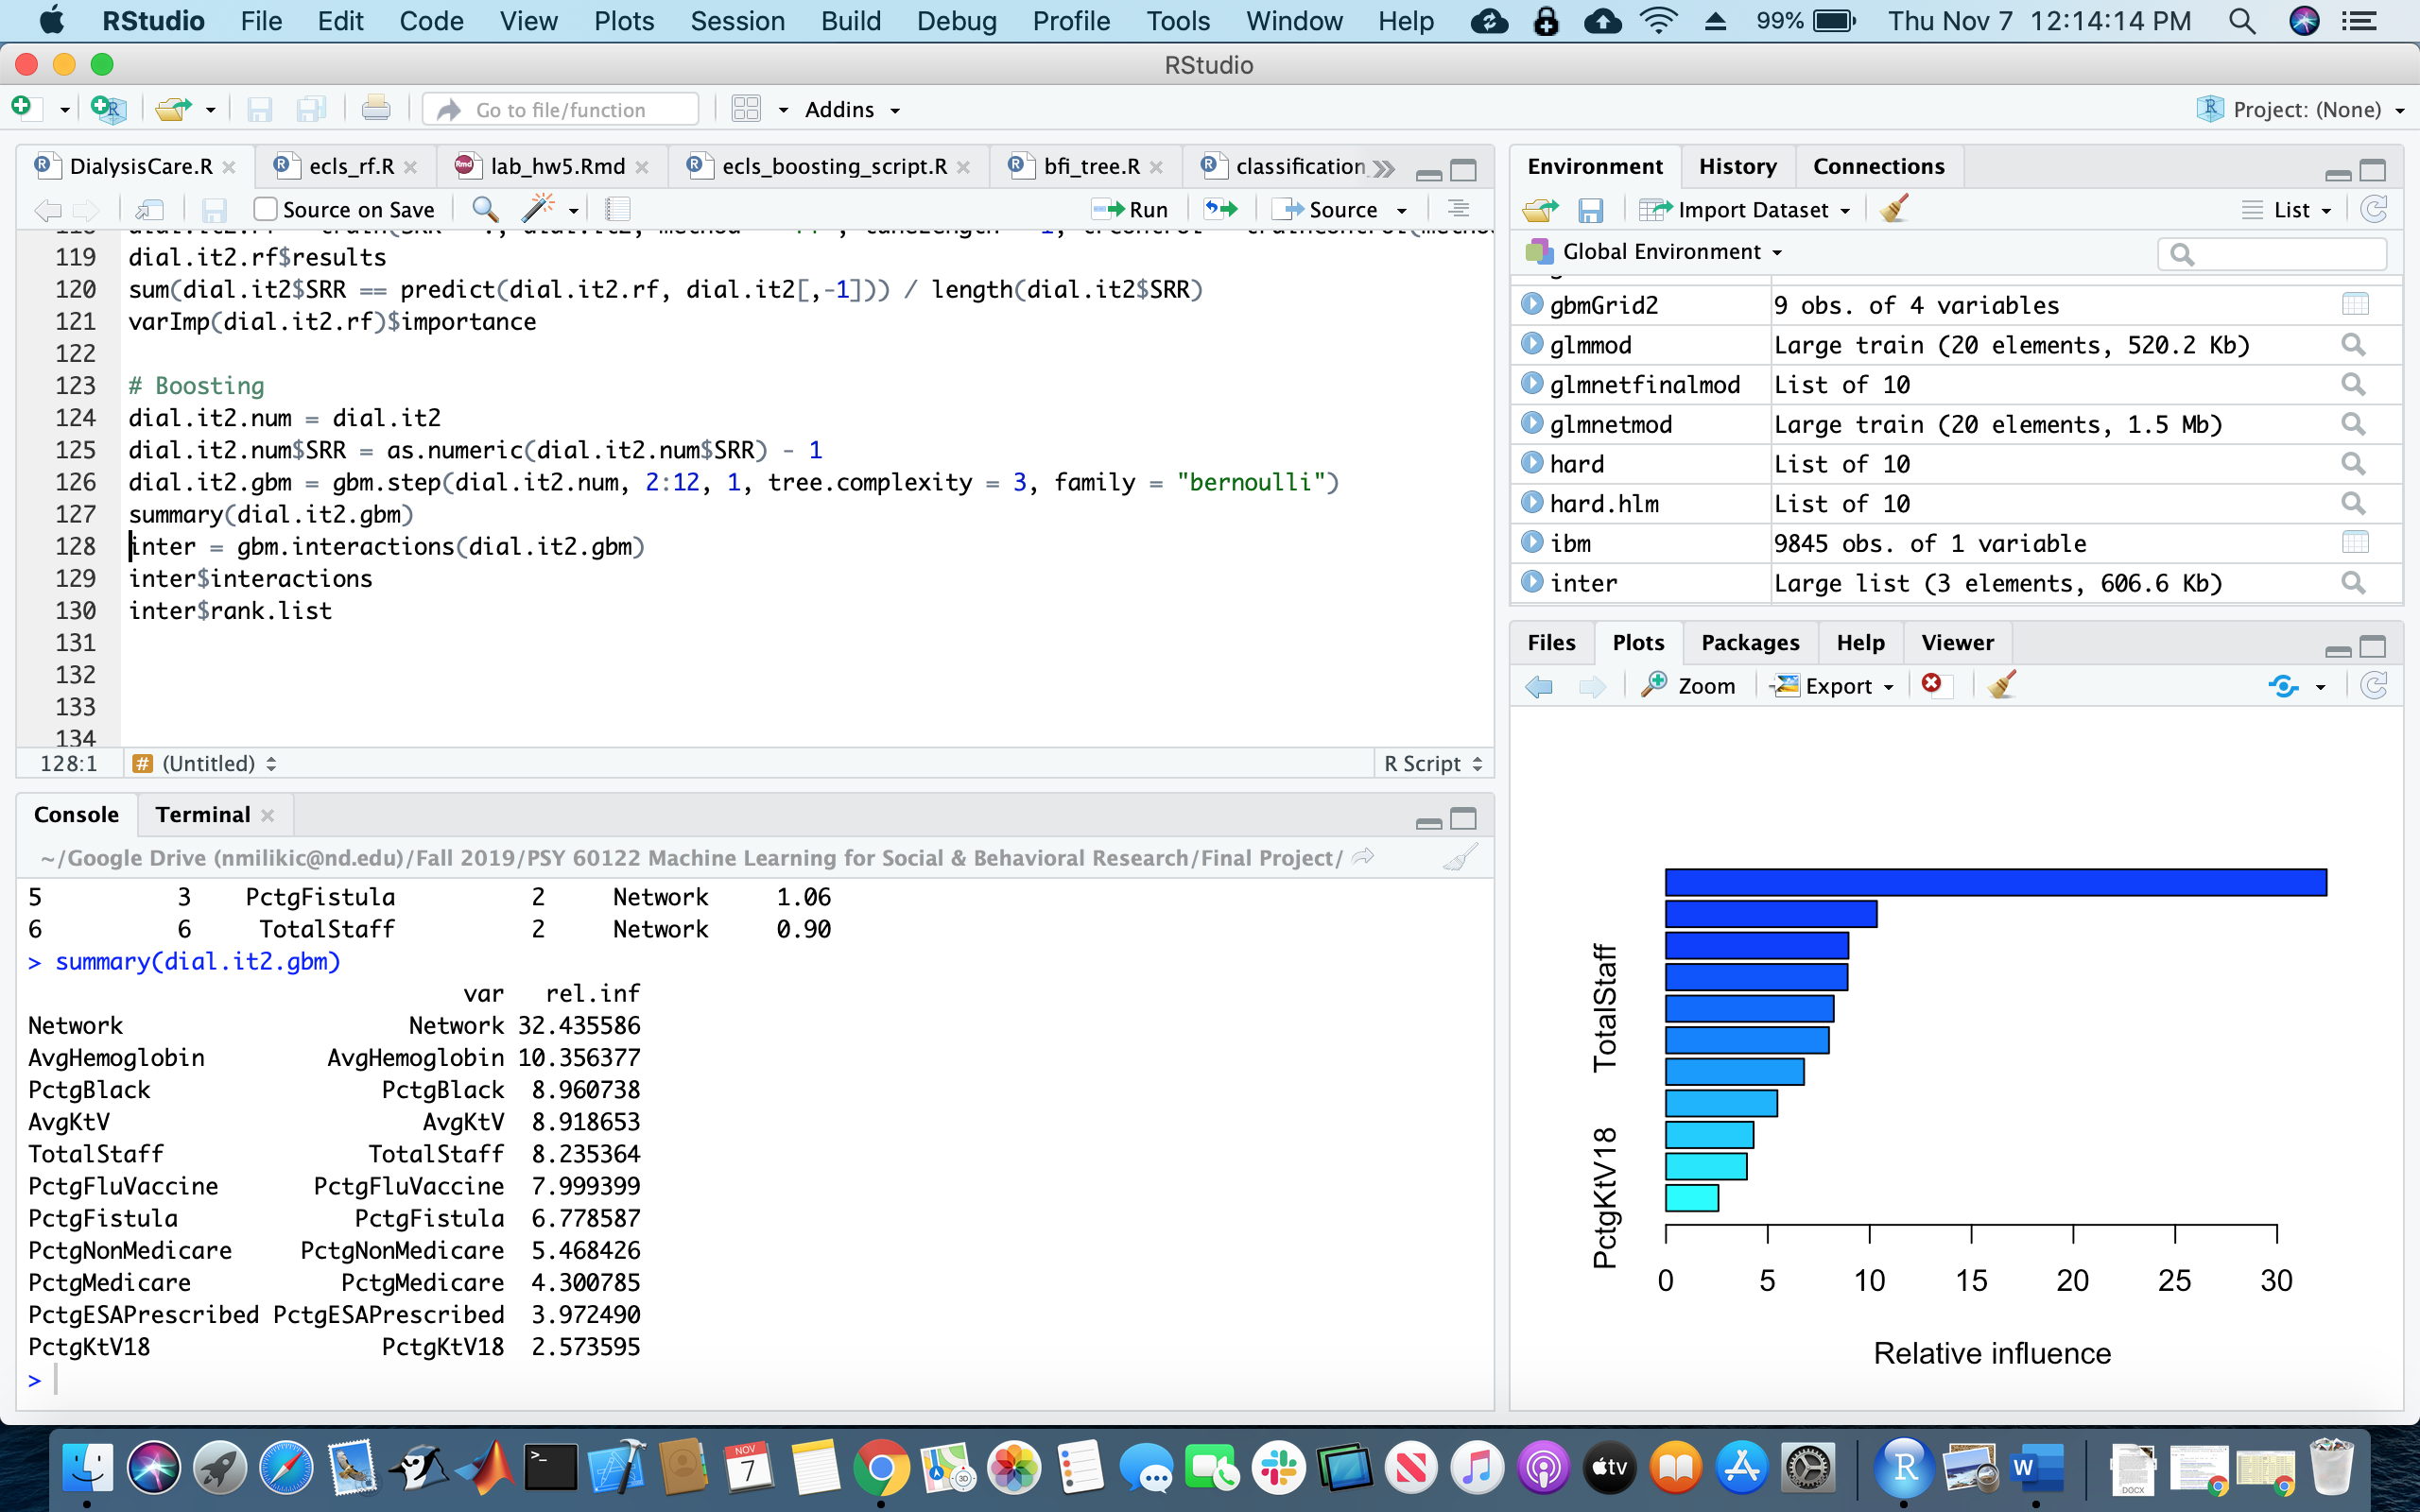 RStudio File Edit Code View Plots Session Build Debug Profile Tools Window Help 99% Thu Nov 7 12:14:14 PM
RStudio
Go to file/function Addins Project: (None)
DialysisCare.R ecls_rf.R lab_hw5.Rmd ecls_boosting_script.R bfi_tree.R classification
Source on Save Run Source
119 dial.it2.rf$results
120 sum(dial.it2$SRR == predict(dial.it2.rf, dial.it2[,-1])) / length(dial.it2$SRR)
121 varImp(dial.it2.rf)$importance
122
123 # Boosting
124 dial.it2.num = dial.it2
125 dial.it2.num$SRR = as.numeric(dial.it2.num$SRR) - 1
126 dial.it2.gbm = gbm.step(dial.it2.num, 2:12, 1, tree.complexity = 3, family = "bernoulli")
127 summary(dial.it2.gbm)
128 inter = gbm.interactions(dial.it2.gbm)
129 inter$interactions
130 inter$rank.list
131
132
133
134
128:1 # (Untitled) R Script
Console Terminal
~/Google Drive (nmilikic@nd.edu)/Fall 2019/PSY 60122 Machine Learning for Social & Behavioral Research/Final Project/
5 3 PctgFistula 2 Network 1.06
6 6 TotalStaff 2 Network 0.90
> summary(dial.it2.gbm)
var rel.inf
Network Network 32.435586
AvgHemoglobin AvgHemoglobin 10.356377
PctgBlack PctgBlack 8.960738
AvgKtV AvgKtV 8.918653
TotalStaff TotalStaff 8.235364
PctgFluVaccine PctgFluVaccine 7.999399
PctgFistula PctgFistula 6.778587
PctgNonMedicare PctgNonMedicare 5.468426
PctgMedicare PctgMedicare 4.300785
PctgESAPrescribed PctgESAPrescribed 3.972490
PctgKtV18 PctgKtV18 2.573595
>
Environment History Connections
Import Dataset List
Global Environment
gbmGrid2 9 obs. of 4 variables
glmmod Large train (20 elements, 520.2 Kb)
glmnetfinalmod List of 10
glmnetmod Large train (20 elements, 1.5 Mb)
hard List of 10
hard.hlm List of 10
ibm 9845 obs. of 1 variable
inter Large list (3 elements, 606.6 Kb)
Files Plots Packages Help Viewer
Zoom Export
TotalStaff
PctgKtV18
0 5 10 15 20 25 30
Relative influence
NOV
7
3D
tv
R
W
DOCX